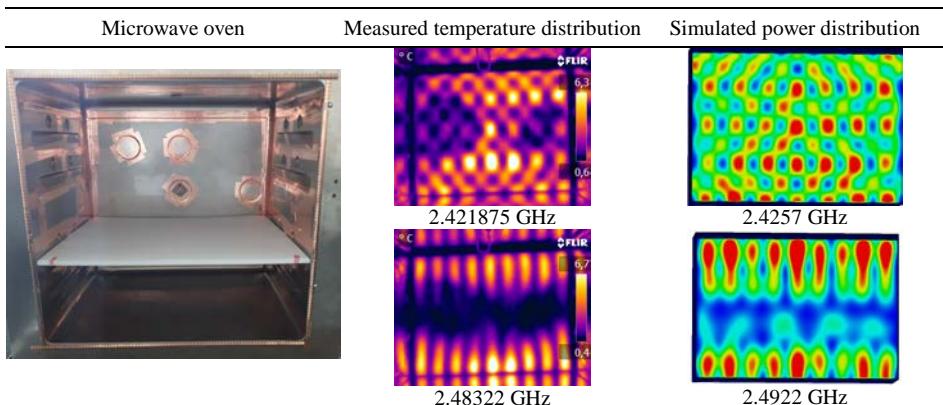 Microwave oven Measured temperature distribution Simulated power distribution
°C FLIR
6,3
0,6
2.421875 GHz 2.4257 GHz
°C FLIR
6,7
0,4
2.48322 GHz 2.4922 GHz